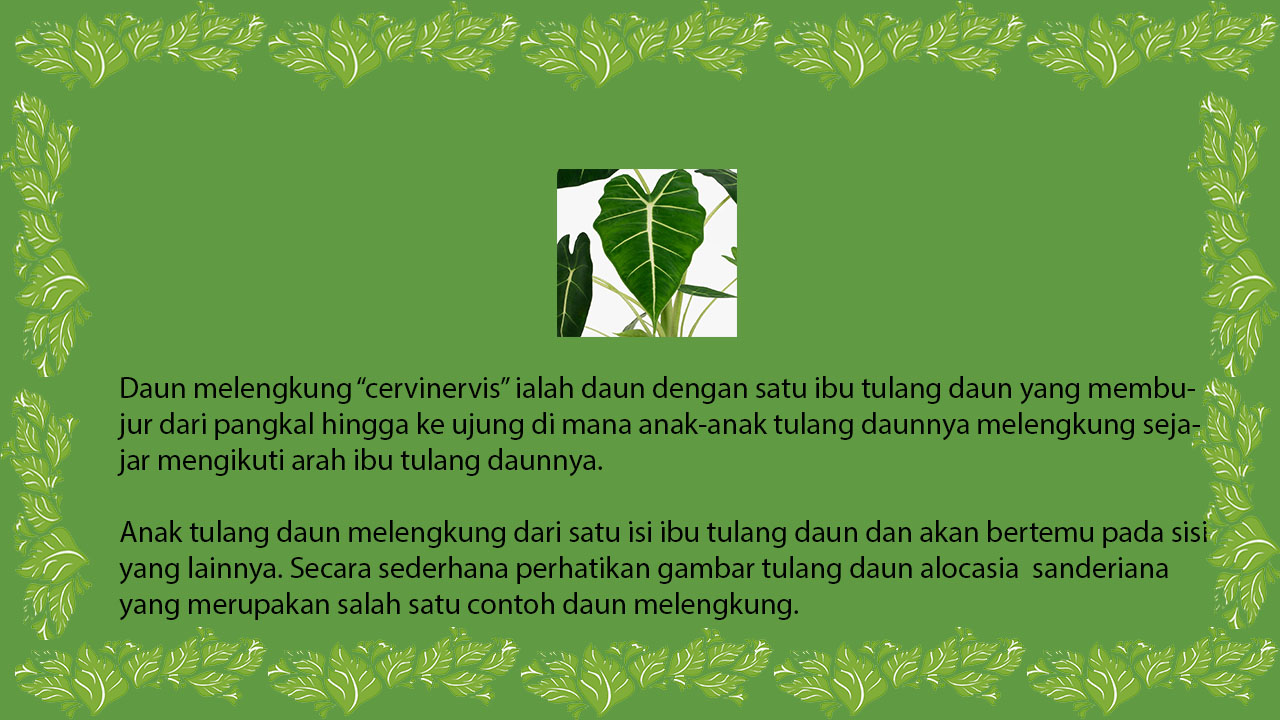 Daun melengkung “cervinervis” ialah daun dengan satu ibu tulang daun yang membu-
jur dari pangkal hingga ke ujung di mana anak-anak tulang daunnya melengkung seja-
jar mengikuti arah ibu tulang daunnya.
Anak tulang daun melengkung dari satu isi ibu tulang daun dan akan bertemu pada sisi
yang lainnya. Secara sederhana perhatikan gambar tulang daun alocasia  sanderiana
yang merupakan salah satu contoh daun melengkung.